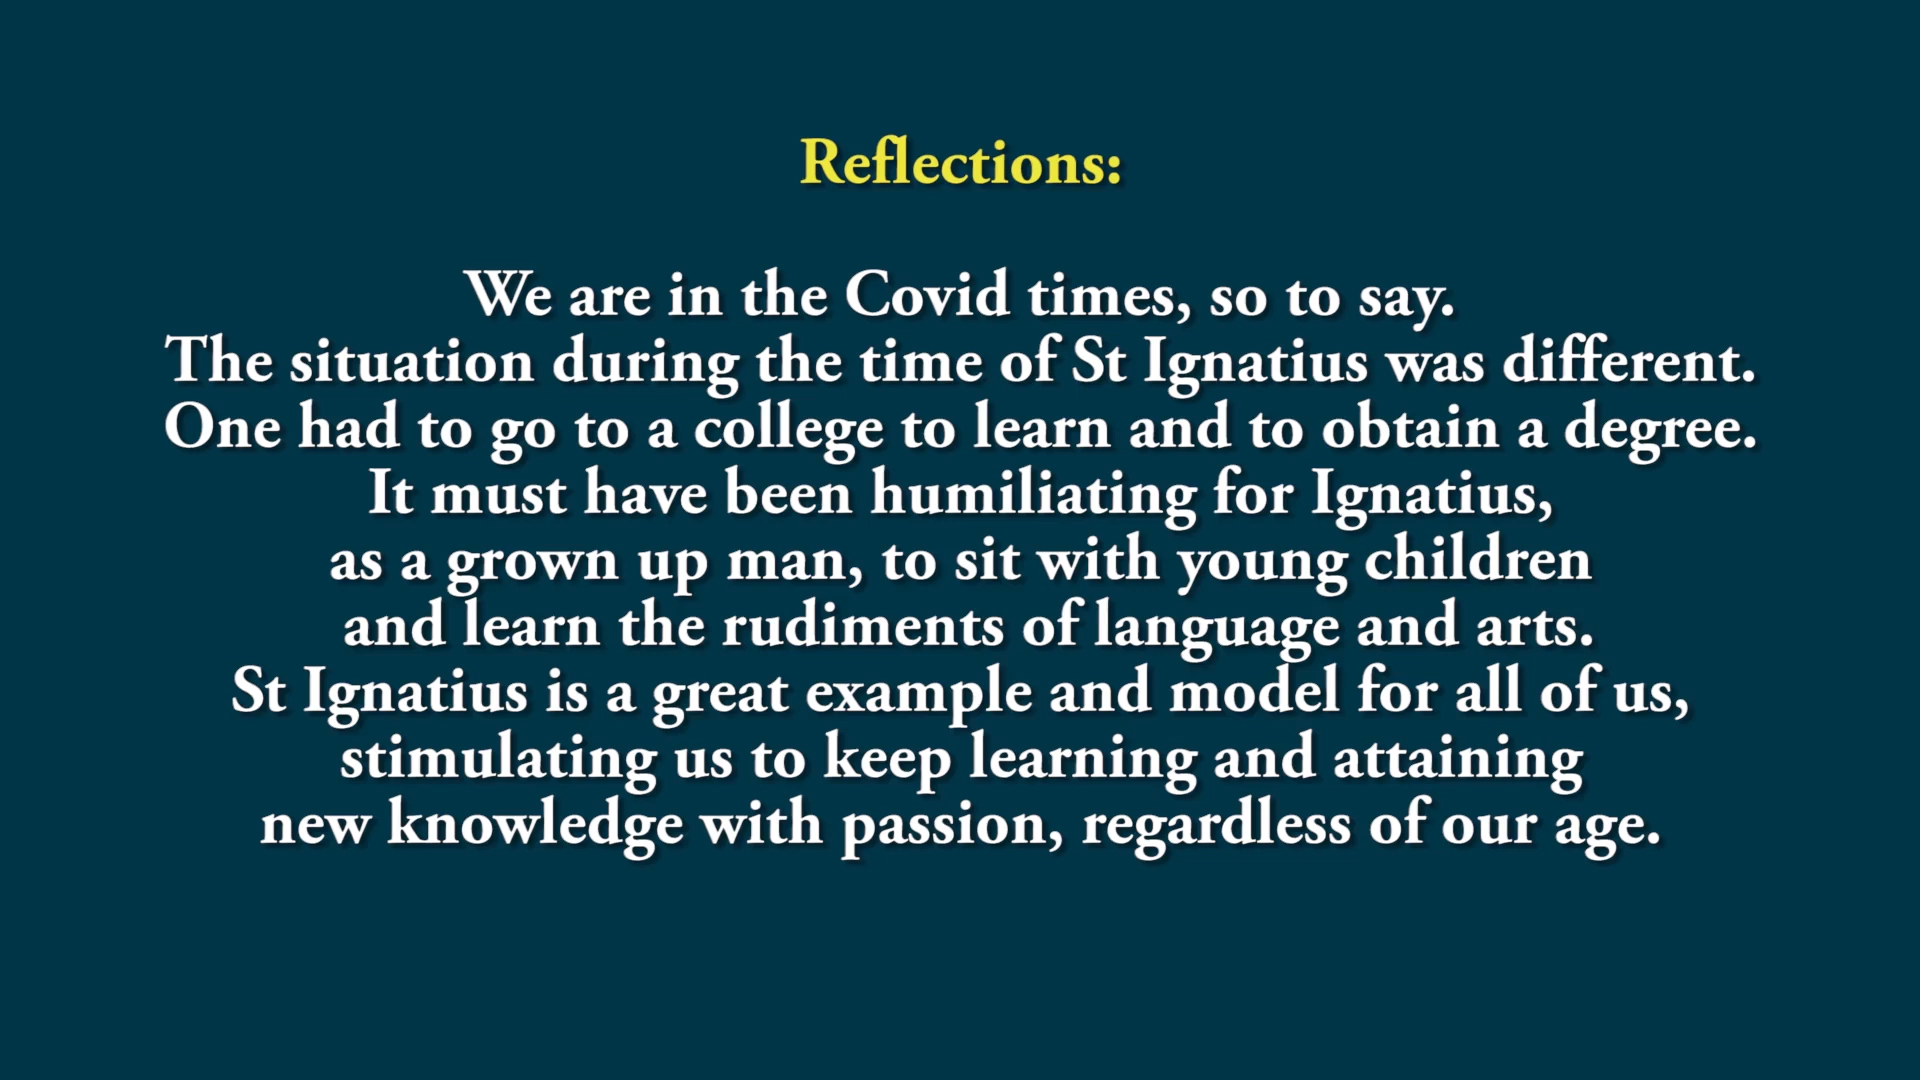 Reflections:
We are in the Covid times, so to say.
The situation during the time of St Ignatius was different.
One had to go to a college to learn and to obtain a degree.
It must have been humiliating for Ignatius,
as a grown up man, to sit with young children
and learn the rudiments of language and arts.
St Ignatius is a great example and model for all of us,
stimulating us to keep learning and attaining
new knowledge with passion, regardless of our age.